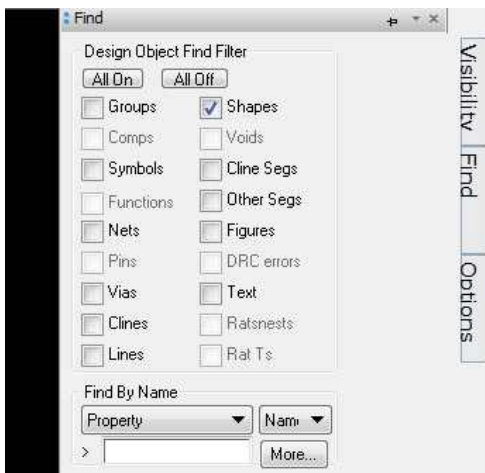 Find
Design Object Find Filter
All On All Off
Groups Shapes
Comps Voids
Symbols Cline Segs
Functions Other Segs
Nets Figures
Pins DRC errors
Vias Text
Clines Ratsnests
Lines Rat Ts
Find By Name
Property Nam
> More...
Visibility
Find
Options